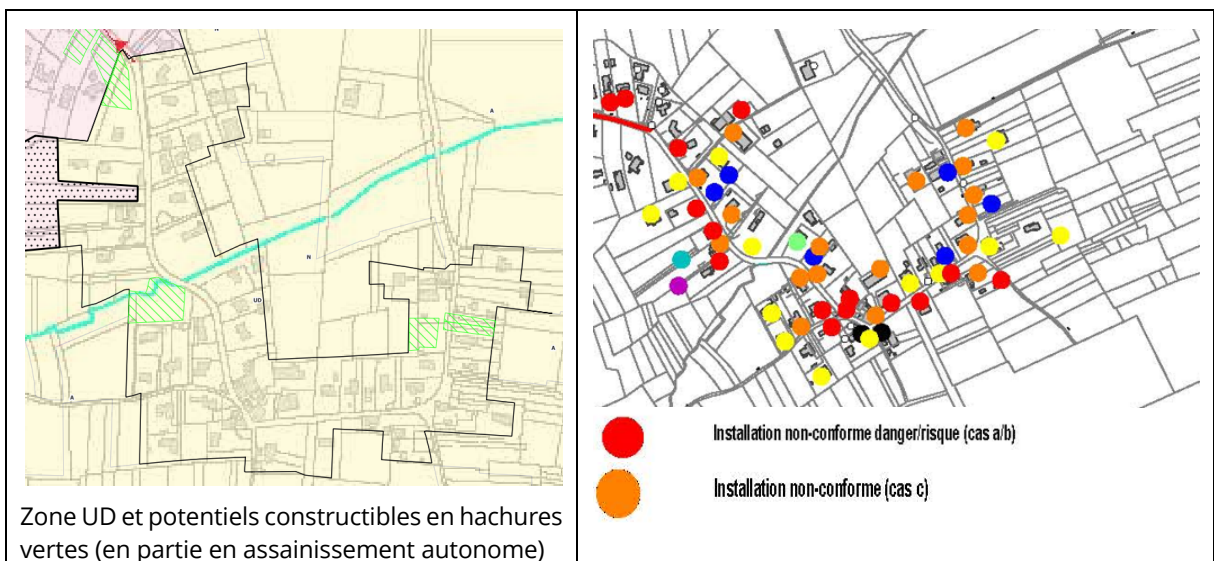 A
N
UD
A
A
Zone UD et potentiels constructibles en hachures
vertes (en partie en assainissement autonome)
Installation non-conforme danger/risque (cas a/b)
Installation non-conforme (cas c)